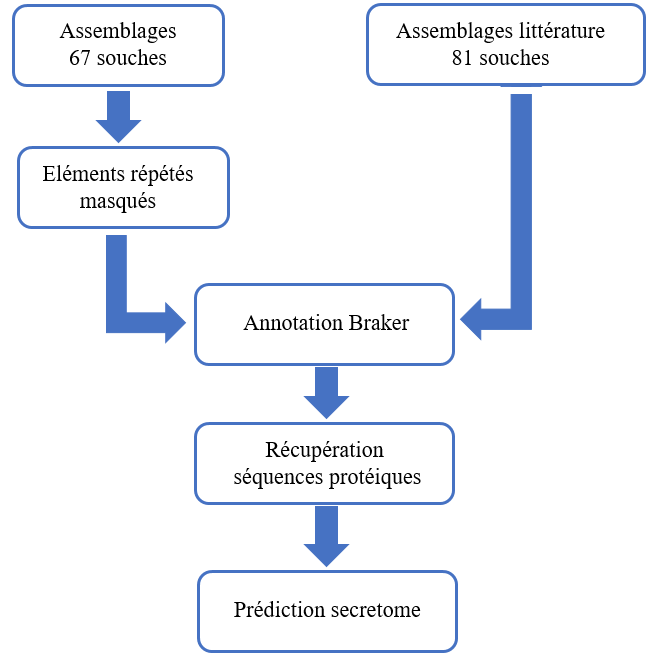 Assemblages
67 souches
Assemblages littérature
81 souches
Eléments répétés
masqués
Annotation Braker
Récupération
séquences protéiques
Prédiction secretome